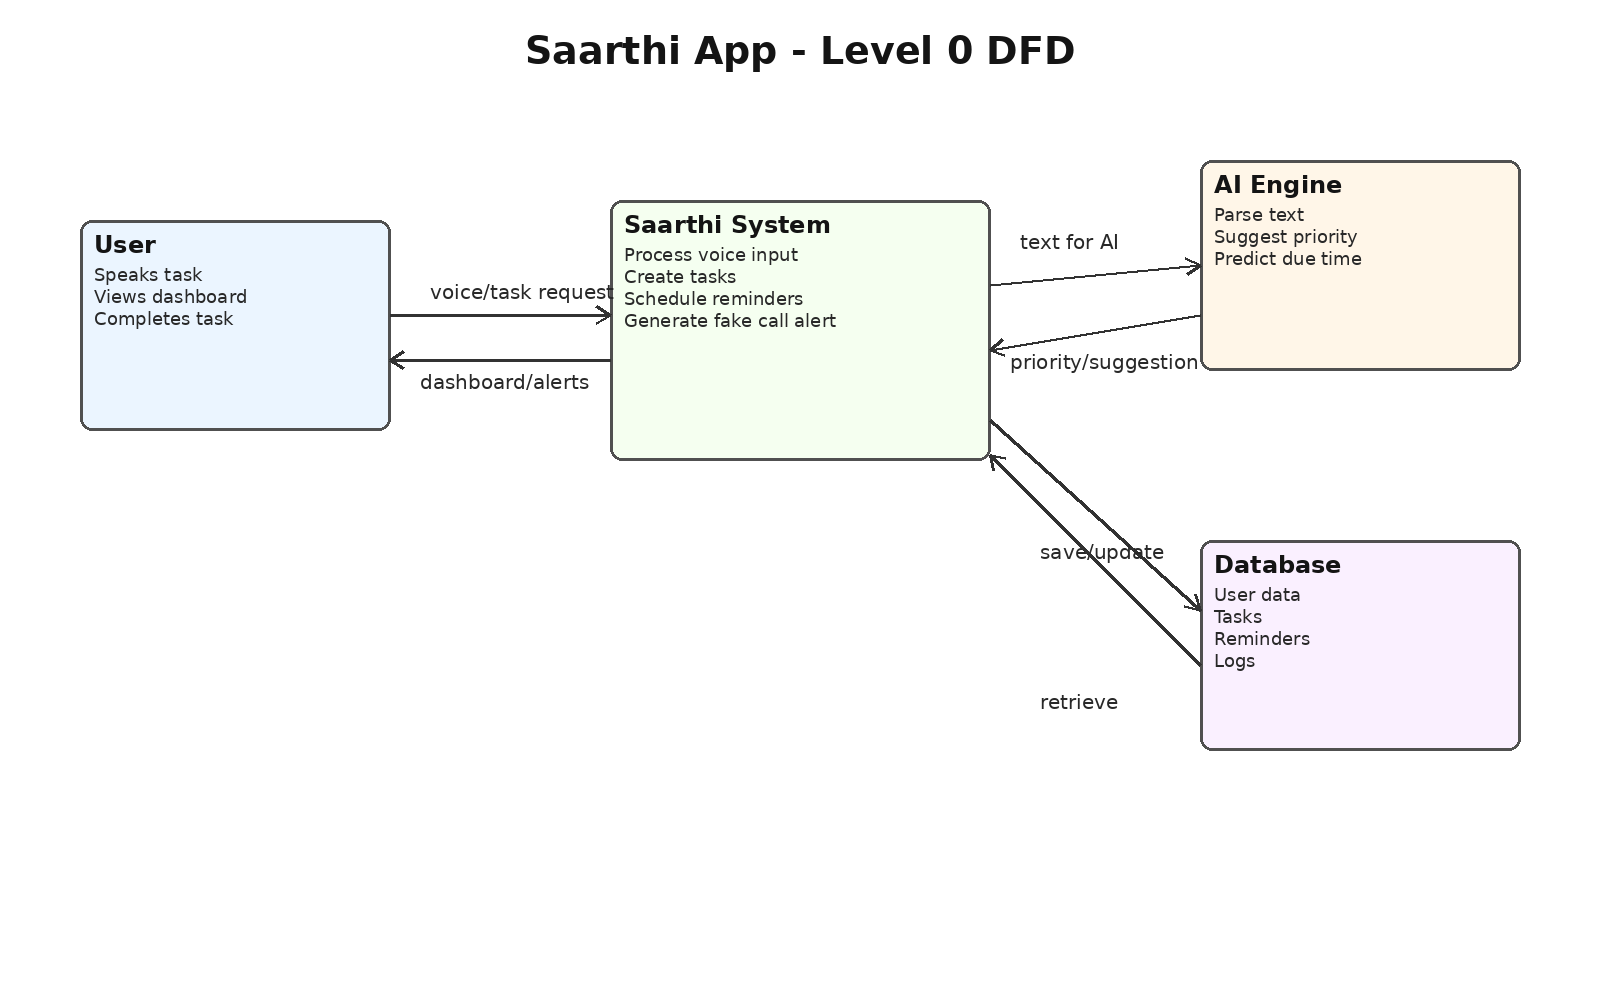 Saarthi App - Level 0 DFD
User
Speaks task
Views dashboard
Completes task
voice/task request
dashboard/alerts
Saarthi System
Process voice input
Create tasks
Schedule reminders
Generate fake call alert
text for AI
priority/suggestion
AI Engine
Parse text
Suggest priority
Predict due time
save/update
retrieve
Database
User data
Tasks
Reminders
Logs